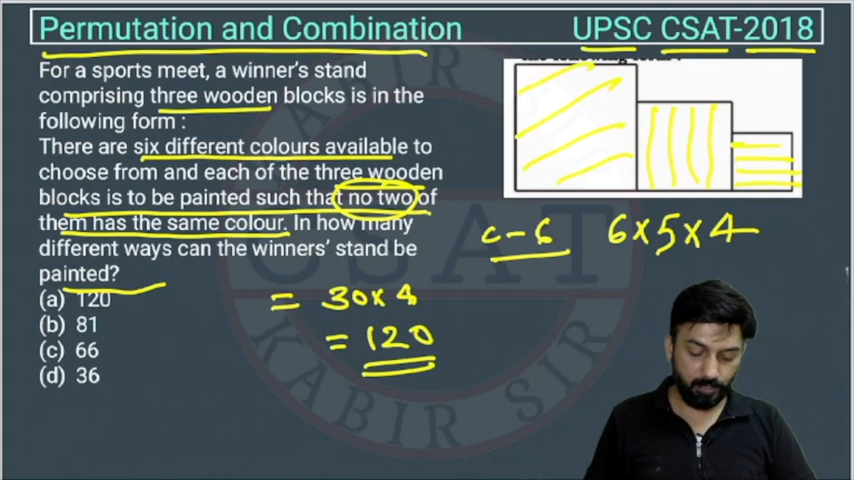 Permutation and Combination
UPSC CSAT-2018
For a sports meet, a winner's stand
comprising three wooden blocks is in the
following form :
There are six different colours available to
choose from and each of the three wooden
blocks is to be painted such that no two of
them has the same colour. In how many
different ways can the winners' stand be
painted?
(a) 120
(b) 81
(c) 66
(d) 36
c - 6
6×5×4
= 30×4
= 120
CSAT
KABIR SIR